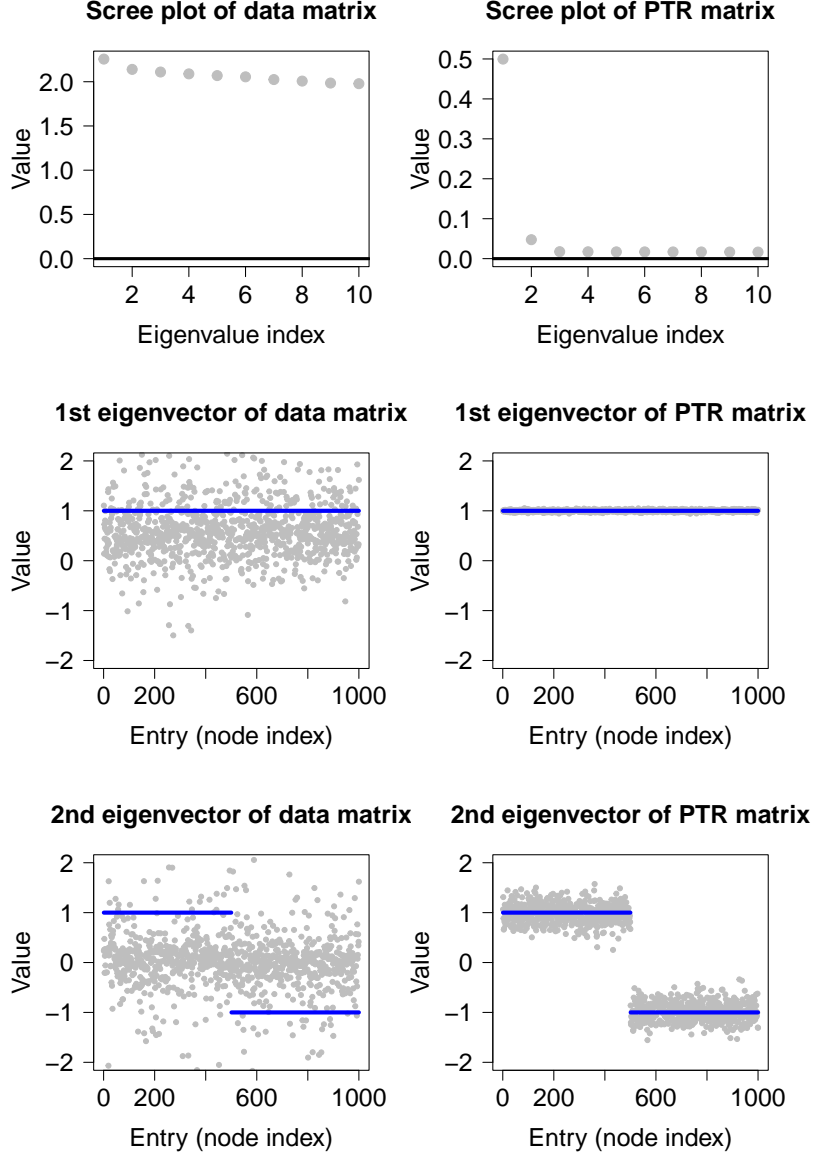 Scree plot of data matrix
Value
2.0
1.5
1.0
0.5
0.0
2 4 6 8 10
Eigenvalue index
Scree plot of PTR matrix
Value
0.5
0.4
0.3
0.2
0.1
0.0
2 4 6 8 10
Eigenvalue index
1st eigenvector of data matrix
Value
2
1
0
−1
−2
0 200 600 1000
Entry (node index)
1st eigenvector of PTR matrix
Value
2
1
0
−1
−2
0 200 600 1000
Entry (node index)
2nd eigenvector of data matrix
Value
2
1
0
−1
−2
0 200 600 1000
Entry (node index)
2nd eigenvector of PTR matrix
Value
2
1
0
−1
−2
0 200 600 1000
Entry (node index)